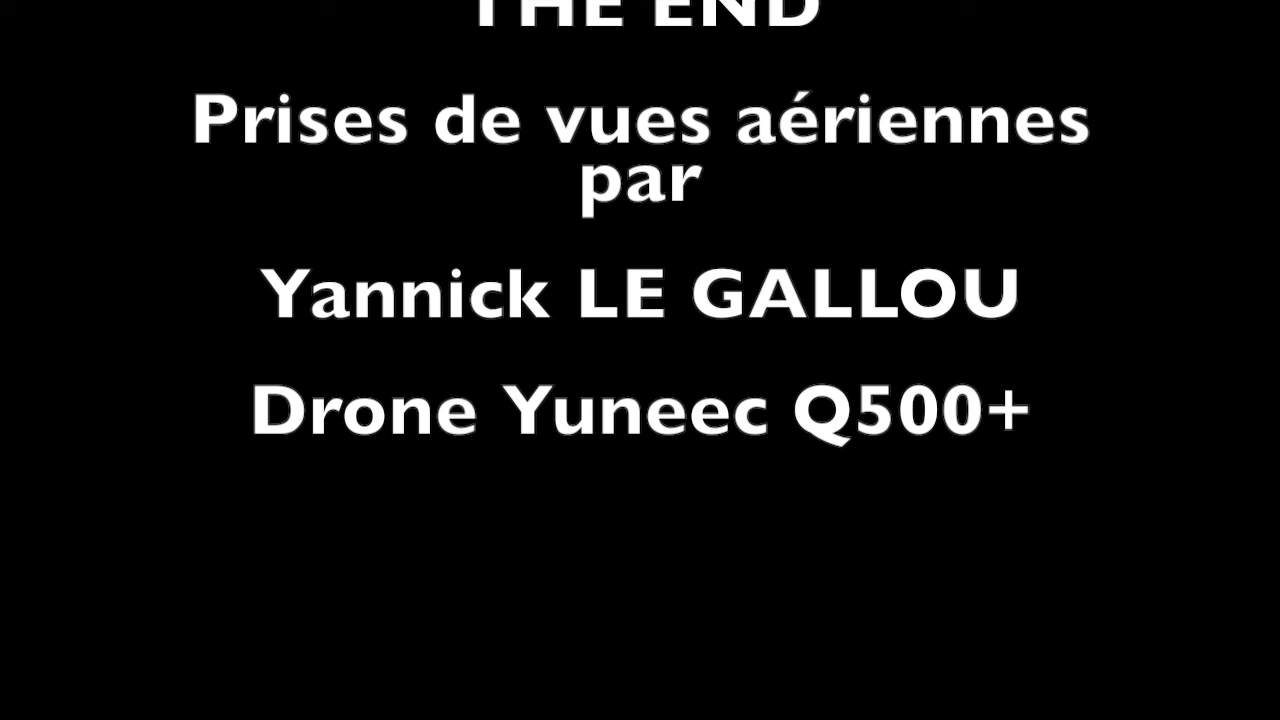 THE END
Prises de vues aériennes
par
Yannick LE GALLOU
Drone Yuneec Q500+